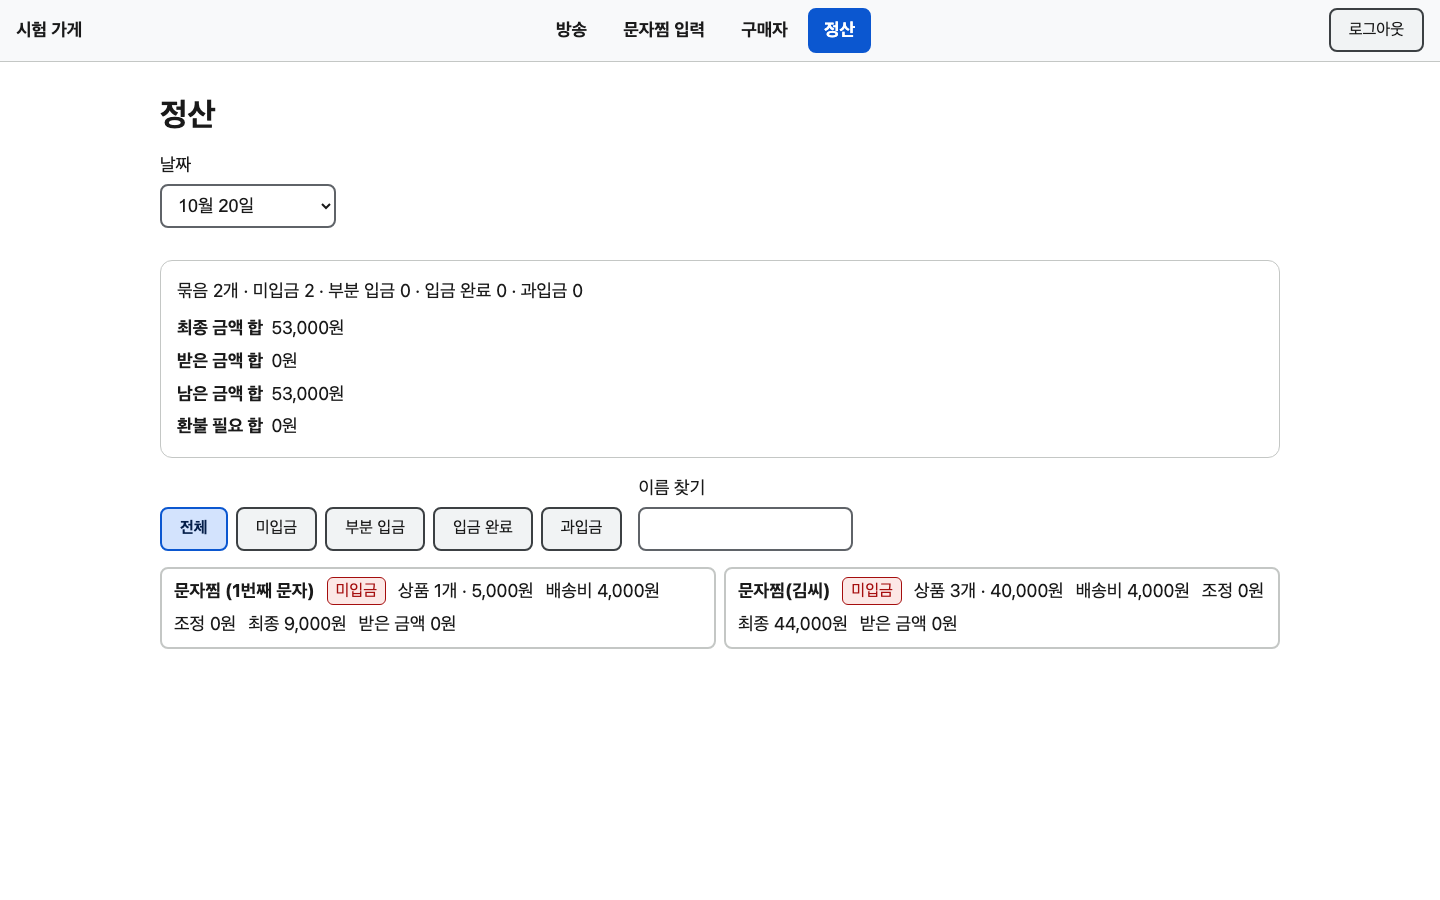 시험 가게
방송 문자찜 입력 구매자 정산
로그아웃
정산
날짜
10월 20일
묶음 2개 · 미입금 2 · 부분 입금 0 · 입금 완료 0 · 과입금 0
최종 금액 합 53,000원
받은 금액 합 0원
남은 금액 합 53,000원
환불 필요 합 0원
이름 찾기
전체 미입금 부분 입금 입금 완료 과입금
문자찜 (1번째 문자) 미입금 상품 1개 · 5,000원 배송비 4,000원
조정 0원 최종 9,000원 받은 금액 0원
문자찜(김씨) 미입금 상품 3개 · 40,000원 배송비 4,000원 조정 0원
최종 44,000원 받은 금액 0원